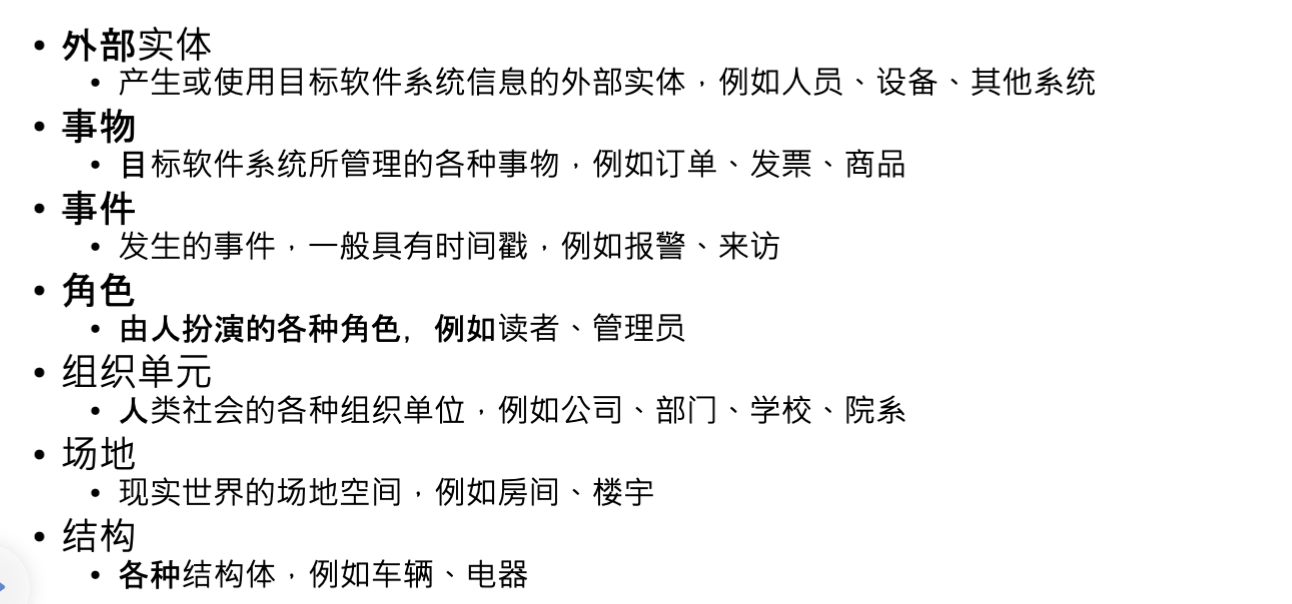 • 外部实体
• 产生或使用目标软件系统信息的外部实体，例如人员、设备、其他系统
• 事物
• 目标软件系统所管理的各种事物，例如订单、发票、商品
• 事件
• 发生的事件，一般具有时间戳，例如报警、来访
• 角色
• 由人扮演的各种角色，例如读者、管理员
• 组织单元
• 人类社会的各种组织单位，例如公司、部门、学校、院系
• 场地
• 现实世界的场地空间，例如房间、楼宇
• 结构
• 各种结构体，例如车辆、电器